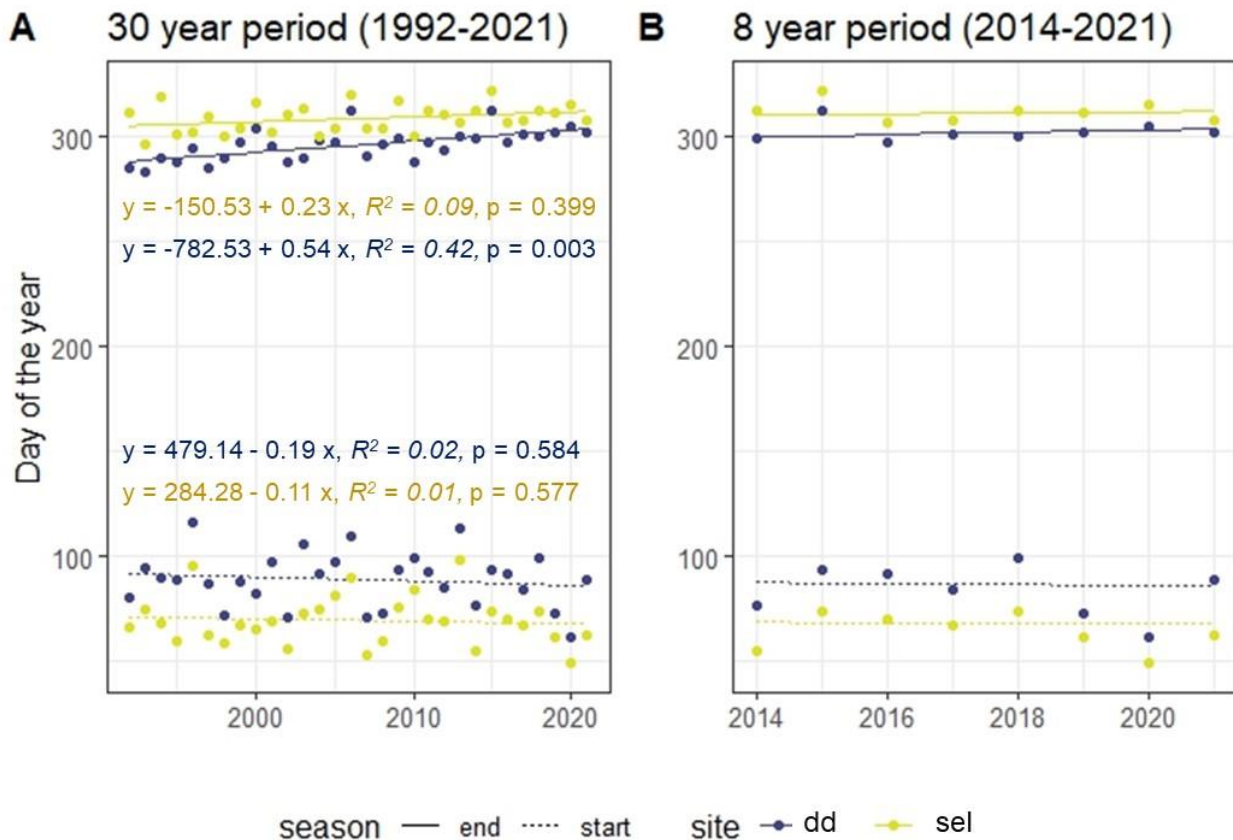 A 30 year period (1992-2021)
B 8 year period (2014-2021)
Day of the year
300
200
100
y = -150.53 + 0.23 x, R² = 0.09, p = 0.399
y = -782.53 + 0.54 x, R² = 0.42, p = 0.003
y = 479.14 - 0.19 x, R² = 0.02, p = 0.584
y = 284.28 - 0.11 x, R² = 0.01, p = 0.577
2000 2010 2020
300
200
100
2014 2016 2018 2020
season end start site dd sel